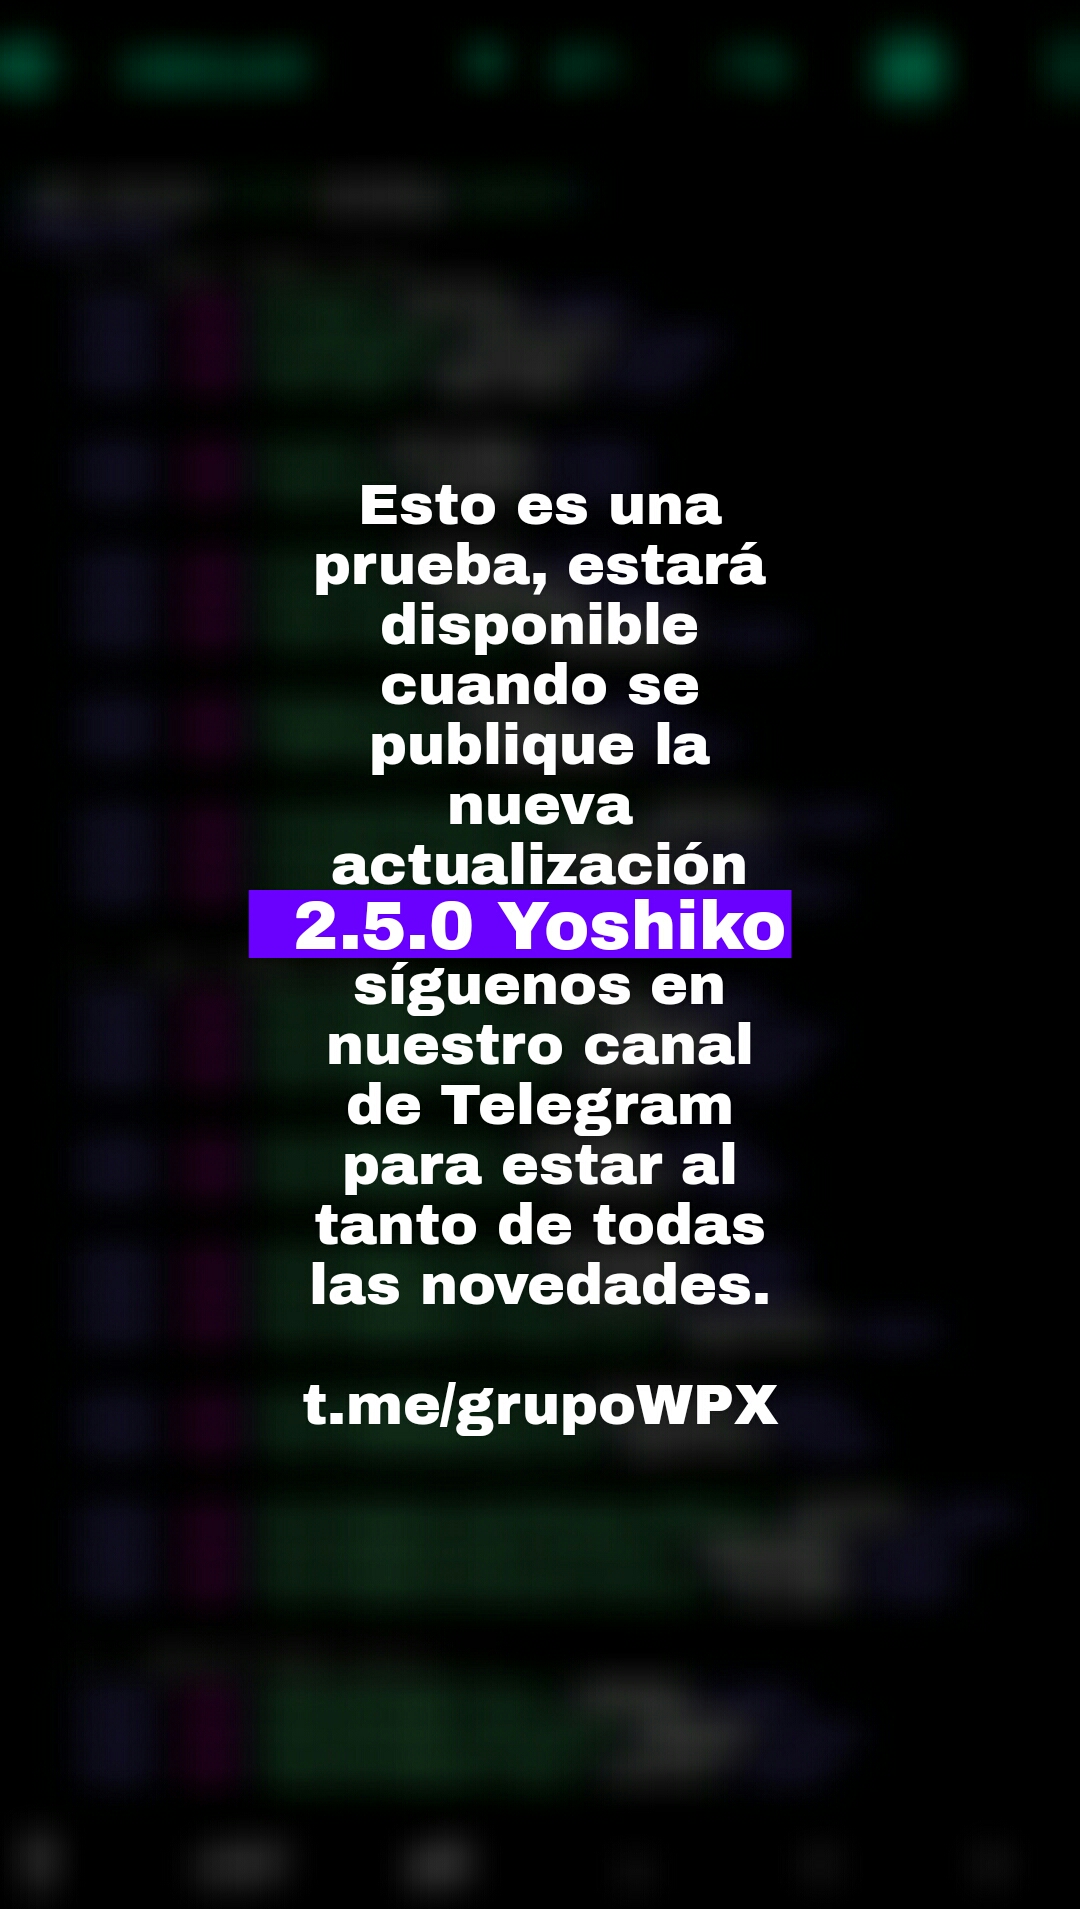 Esto es una
prueba, estará
disponible
cuando se
publique la
nueva
actualización
2.5.0 Yoshiko
síguenos en
nuestro canal
de Telegram
para estar al
tanto de todas
las novedades.
t.me/grupoWPX